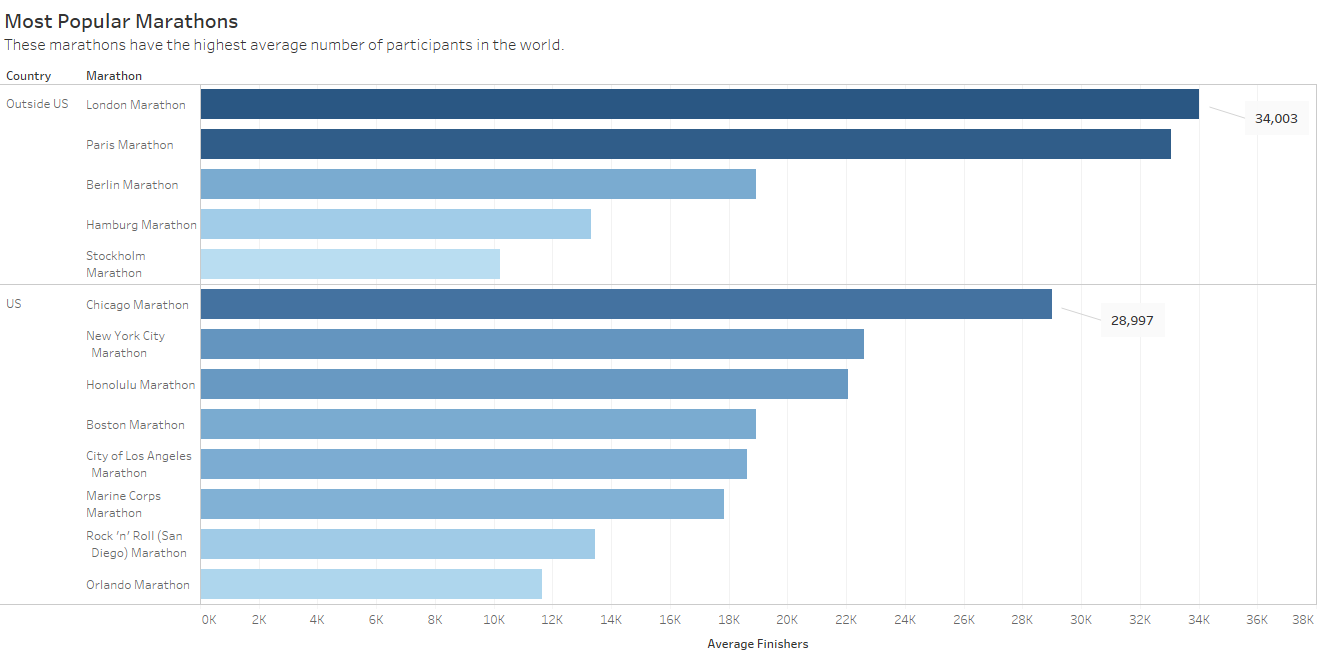 Most Popular Marathons
These marathons have the highest average number of participants in the world.
Country Marathon
Outside US London Marathon
34,003
Paris Marathon
Berlin Marathon
Hamburg Marathon
Stockholm
Marathon
US Chicago Marathon
28,997
New York City
Marathon
Honolulu Marathon
Boston Marathon
City of Los Angeles
Marathon
Marine Corps
Marathon
Rock ‘n’ Roll (San
Diego) Marathon
Orlando Marathon
0K 2K 4K 6K 8K 10K 12K 14K 16K 18K 20K 22K 24K 26K 28K 30K 32K 34K 36K 38K
Average Finishers